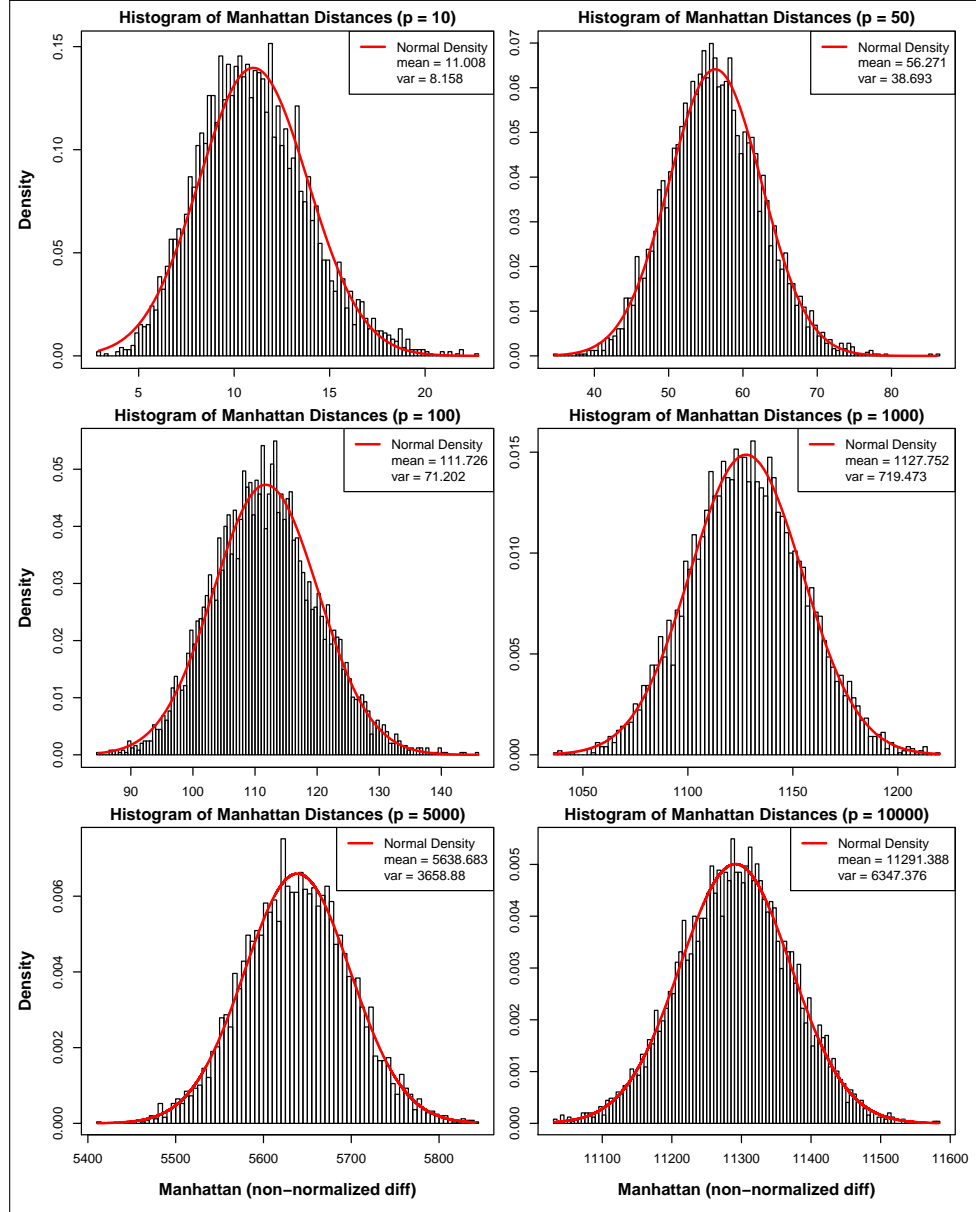 Histogram of Manhattan Distances (p = 10)
Normal Density
mean = 11.008
var = 8.158
Density
0.00
0.05
0.10
0.15
5
10
15
20
Histogram of Manhattan Distances (p = 50)
Normal Density
mean = 56.271
var = 38.693
0.00
0.01
0.02
0.03
0.04
0.05
0.06
0.07
40
50
60
70
80
Histogram of Manhattan Distances (p = 100)
Normal Density
mean = 111.726
var = 71.202
Density
0.00
0.01
0.02
0.03
0.04
0.05
90
100
110
120
130
140
Histogram of Manhattan Distances (p = 1000)
Normal Density
mean = 1127.752
var = 719.473
0.000
0.005
0.010
0.015
1050
1100
1150
1200
Histogram of Manhattan Distances (p = 5000)
Normal Density
mean = 5638.683
var = 3658.88
Density
0.000
0.002
0.004
0.006
5400
5500
5600
5700
5800
Manhattan (non−normalized diff)
Histogram of Manhattan Distances (p = 10000)
Normal Density
mean = 11291.388
var = 6347.376
0.000
0.001
0.002
0.003
0.004
0.005
11100
11200
11300
11400
11500
11600
Manhattan (non−normalized diff)